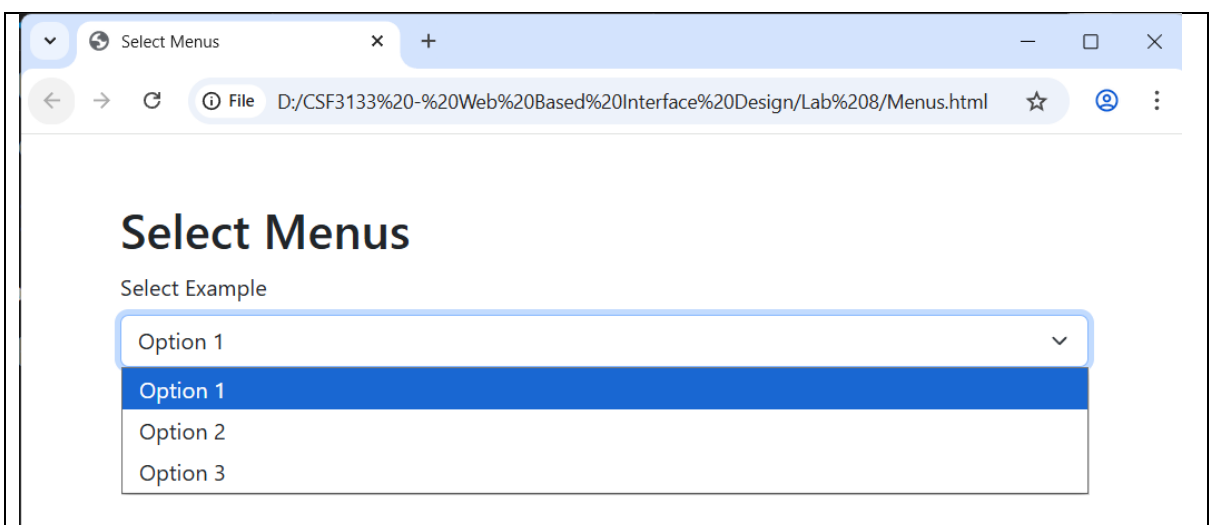 Select Menus
File D:/CSF3133%20-%20Web%20Based%20Interface%20Design/Lab%208/Menus.html
Select Menus
Select Example
Option 1
Option 1
Option 2
Option 3